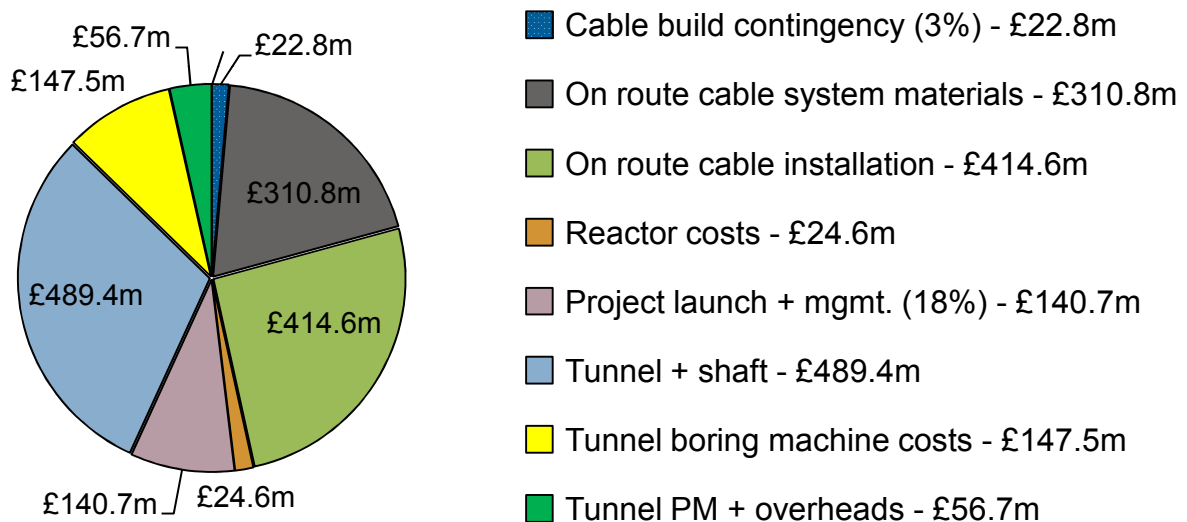 £56.7m
£22.8m
£147.5m
£310.8m
£489.4m
£414.6m
£140.7m
£24.6m
Cable build contingency (3%) - £22.8m
On route cable system materials - £310.8m
On route cable installation - £414.6m
Reactor costs - £24.6m
Project launch + mgmt. (18%) - £140.7m
Tunnel + shaft - £489.4m
Tunnel boring machine costs - £147.5m
Tunnel PM + overheads - £56.7m